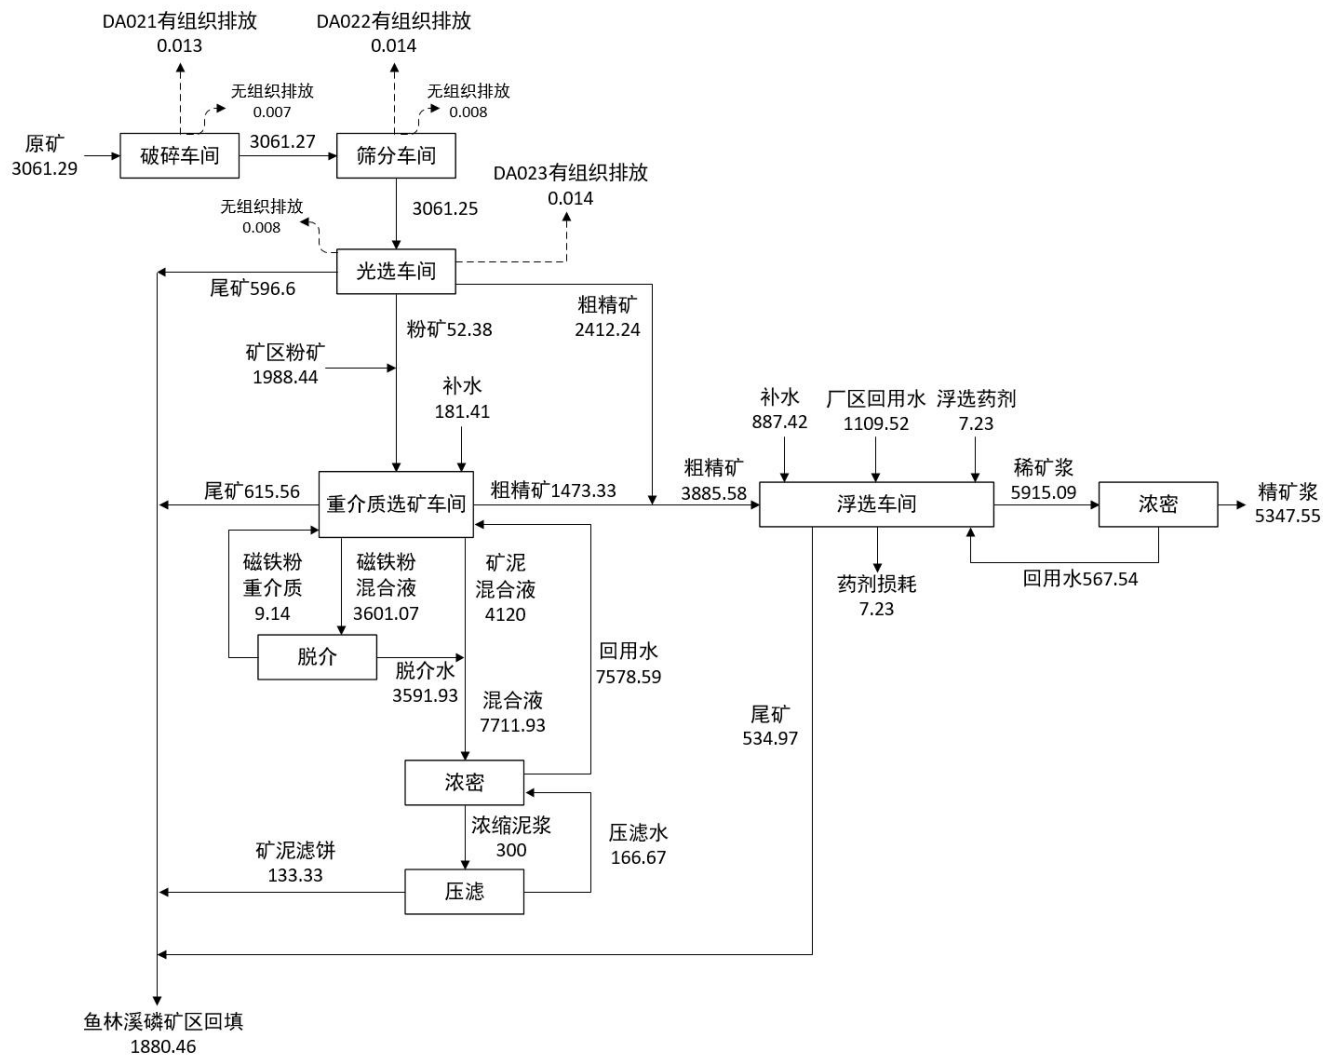 DA021有组织排放
0.013
DA022有组织排放
0.014
无组织排放
0.007
无组织排放
0.008
原矿
3061.29
破碎车间
3061.27
筛分车间
DA023有组织排放
0.014
无组织排放
0.008
3061.25
光选车间
尾矿596.6
粗精矿
2412.24
粉矿52.38
矿区粉矿
1988.44
补水
181.41
补水
887.42
厂区回用水
1109.52
浮选药剂
7.23
尾矿615.56
重介质选矿车间
粗精矿1473.33
粗精矿
3885.58
浮选车间
稀矿浆
5915.09
浓密
精矿浆
5347.55
磁铁粉
重介质
9.14
磁铁粉
混合液
3601.07
矿泥
混合液
4120
药剂损耗
7.23
回用水567.54
脱介
脱介水
3591.93
回用水
7578.59
混合液
7711.93
尾矿
534.97
浓密
浓缩泥浆
300
压滤水
166.67
矿泥滤饼
133.33
压滤
鱼林溪磷矿区回填
1880.46